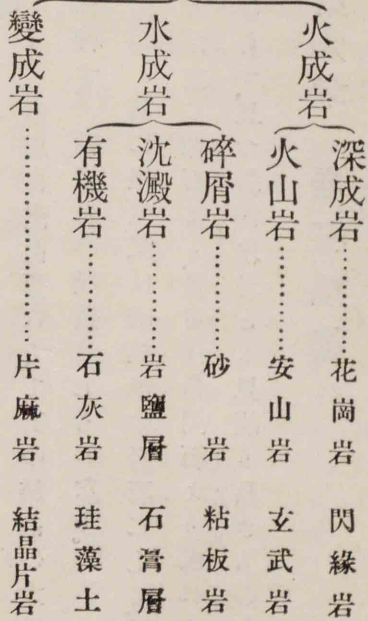 火成岩
深成岩…………花崗岩 閃緑岩
火山岩…………安山岩 玄武岩
水成岩
碎屑岩…………砂岩 粘板岩
沈澱岩…………岩鹽層 石膏層
有機岩…………石灰岩 珪藻土
變成岩…………片麻岩 結晶片岩